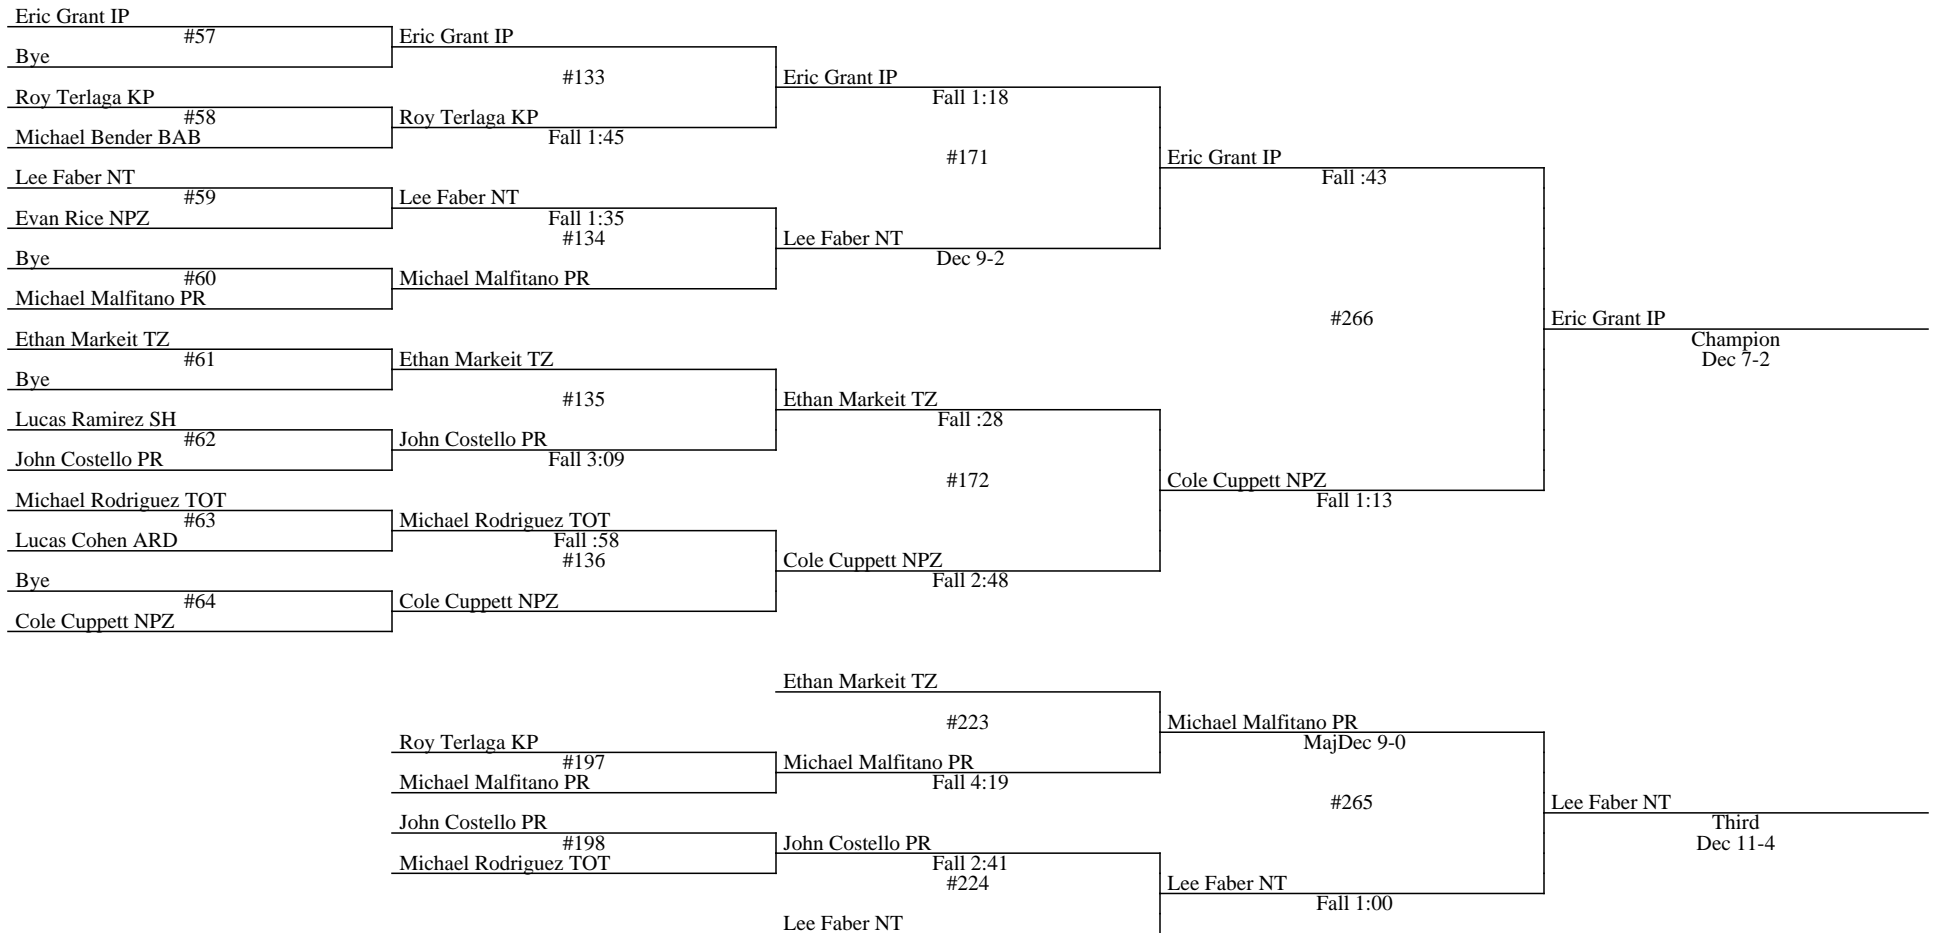 Eric Grant IP
#57
Bye
Eric Grant IP
#133
Roy Terlaga KP
#58
Michael Bender BAB
Roy Terlaga KP
Fall 1:45
Eric Grant IP
Fall 1:18
#171
Lee Faber NT
#59
Evan Rice NPZ
Lee Faber NT
Fall 1:35
#134
Bye
#60
Michael Malfitano PR
Michael Malfitano PR
Lee Faber NT
Dec 9-2
Eric Grant IP
Fall :43
#266
Ethan Markeit TZ
#61
Bye
Ethan Markeit TZ
#135
Lucas Ramirez SH
#62
John Costello PR
John Costello PR
Fall 3:09
Ethan Markeit TZ
Fall :28
#172
Michael Rodriguez TOT
#63
Lucas Cohen ARD
Michael Rodriguez TOT
Fall :58
#136
Bye
#64
Cole Cuppett NPZ
Cole Cuppett NPZ
Cole Cuppett NPZ
Fall 2:48
Cole Cuppett NPZ
Fall 1:13
Eric Grant IP
Champion
Dec 7-2
Ethan Markeit TZ
#223
Roy Terlaga KP
#197
Michael Malfitano PR
Michael Malfitano PR
Fall 4:19
Michael Malfitano PR
MajDec 9-0
#265
John Costello PR
#198
Michael Rodriguez TOT
John Costello PR
Fall 2:41
#224
Lee Faber NT
Lee Faber NT
Fall 1:00
Lee Faber NT
Third
Dec 11-4